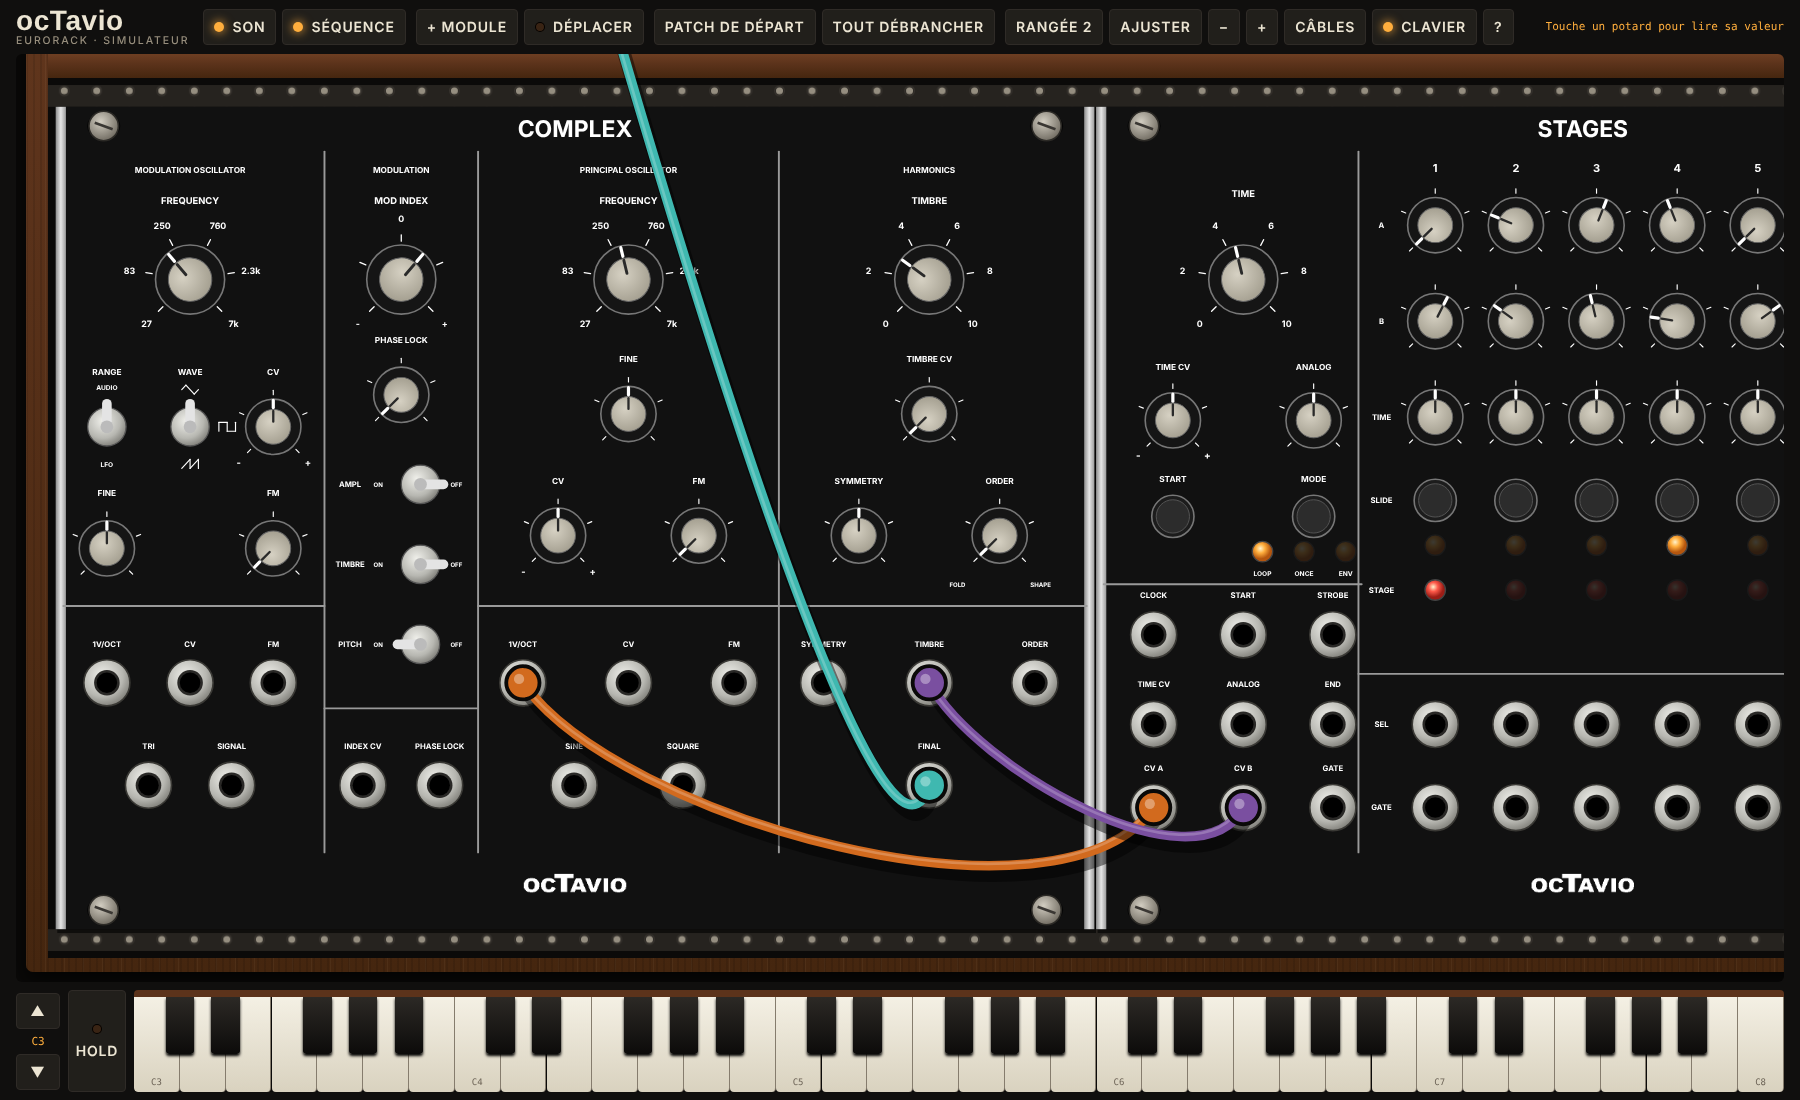 ocTavio
EURORACK · SIMULATEUR
SON
SÉQUENCE
+ MODULE
DÉPLACER
PATCH DE DÉPART
TOUT DÉBRANCHER
RANGÉE 2
AJUSTER
−
+
CÂBLES
CLAVIER
?
Touche un potard pour lire sa valeur
COMPLEX
MODULATION OSCILLATOR
FREQUENCY
250 760
83 2.3k
27 7k
RANGE WAVE CV
AUDIO
LFO
- +
FINE FM
1V/OCT CV FM
TRI SIGNAL
MODULATION
MOD INDEX
0
- +
PHASE LOCK
AMPL ON OFF
TIMBRE ON OFF
PITCH ON OFF
INDEX CV PHASE LOCK
PRINCIPAL OSCILLATOR
FREQUENCY
250 760
83
27 7k
FINE
CV FM
- +
1V/OCT CV FM
SINE SQUARE
HARMONICS
TIMBRE
4 6
2 8
0 10
TIMBRE CV
SYMMETRY ORDER
FOLD SHAPE
SYMMETRY TIMBRE ORDER
FINAL
ocTavio
STAGES
TIME
4 6
2 8
0 10
TIME CV ANALOG
- +
START MODE
LOOP ONCE ENV
CLOCK START STROBE
TIME CV ANALOG END
CV A CV B GATE
1 2 3 4 5
A
B
TIME
SLIDE
STAGE
SEL
GATE
ocTavio
C3
HOLD
C3 C4 C5 C6 C7 C8